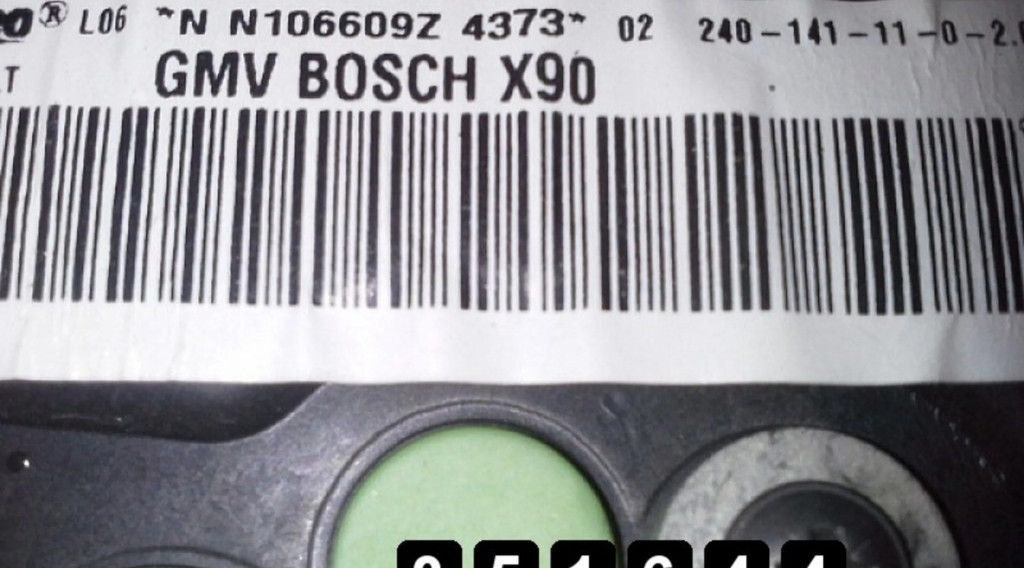 ® L06 *N N106609Z 4373* 02 240-141-11-0-2.
GMV BOSCH X90